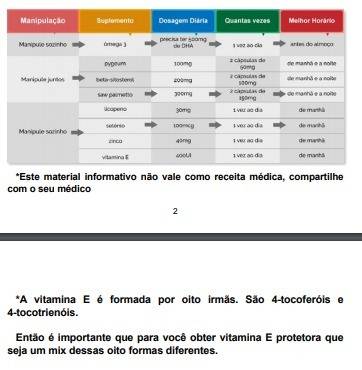 Manipulação Suplemento Dosagem Diária Quantas vezes Melhor Horário
Manipule sozinho ômega 3 precisa ter 500mg de DHA 1 vez ao dia antes do almoço
Manipule juntos
pygeum 100mg 2 cápsulas de 50mg de manhã e a noite
beta-sitosterol 200mg 2 cápsulas de 100mg de manhã e a noite
saw palmetto 300mg 2 cápsulas de 150mg de manhã e a noite
Manipule sozinho
licopeno 30mg 1 vez ao dia de manhã
selênio 100mcg 1 vez ao dia de manhã
zinco 40mg 1 vez ao dia de manhã
vitamina E 400UI 1 vez ao dia de manhã
*Este material informativo não vale como receita médica, compartilhe
com o seu médico
2
*A vitamina E é formada por oito irmãs. São 4-tocoferóis e
4-tocotrienóis.
Então é importante que para você obter vitamina E protetora que
seja um mix dessas oito formas diferentes.